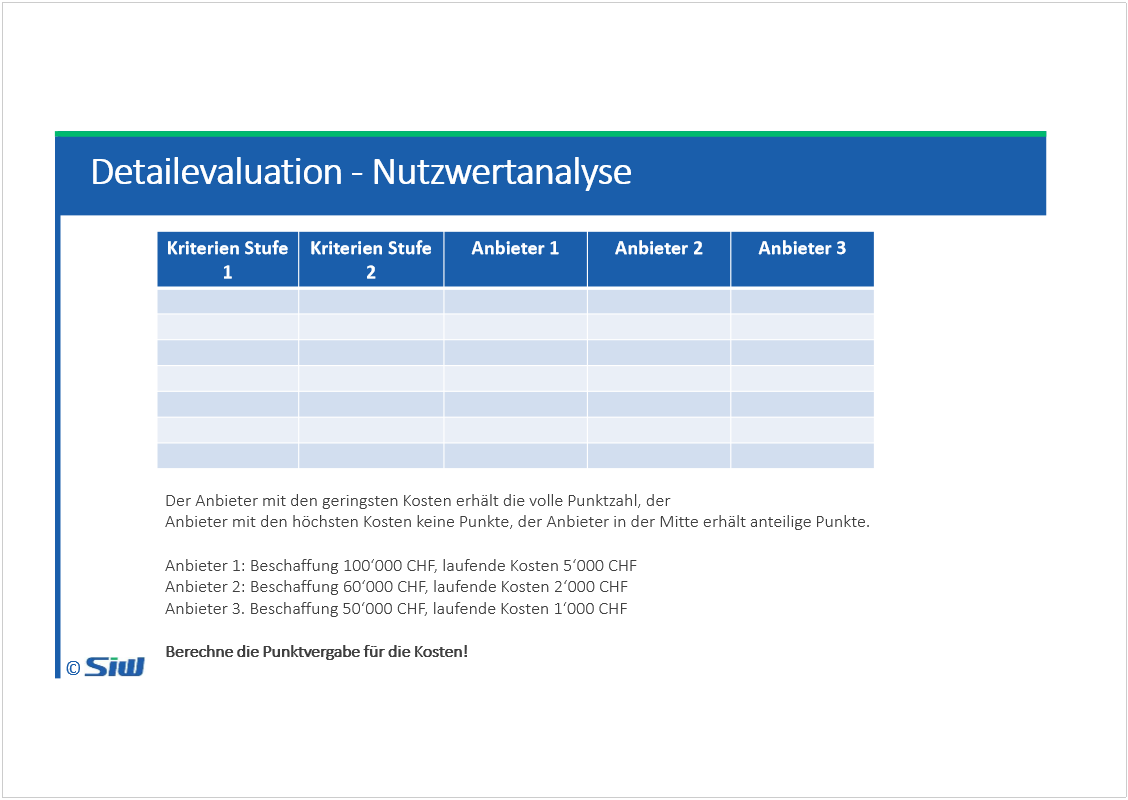 Detailevaluation - Nutzwertanalyse
Kriterien Stufe 1
Kriterien Stufe 2
Anbieter 1
Anbieter 2
Anbieter 3
Der Anbieter mit den geringsten Kosten erhält die volle Punktzahl, der
Anbieter mit den höchsten Kosten keine Punkte, der Anbieter in der Mitte erhält anteilige Punkte.
Anbieter 1: Beschaffung 100‘000 CHF, laufende Kosten 5‘000 CHF
Anbieter 2: Beschaffung 60‘000 CHF, laufende Kosten 2‘000 CHF
Anbieter 3. Beschaffung 50‘000 CHF, laufende Kosten 1‘000 CHF
Berechne die Punktvergabe für die Kosten!
© SIW